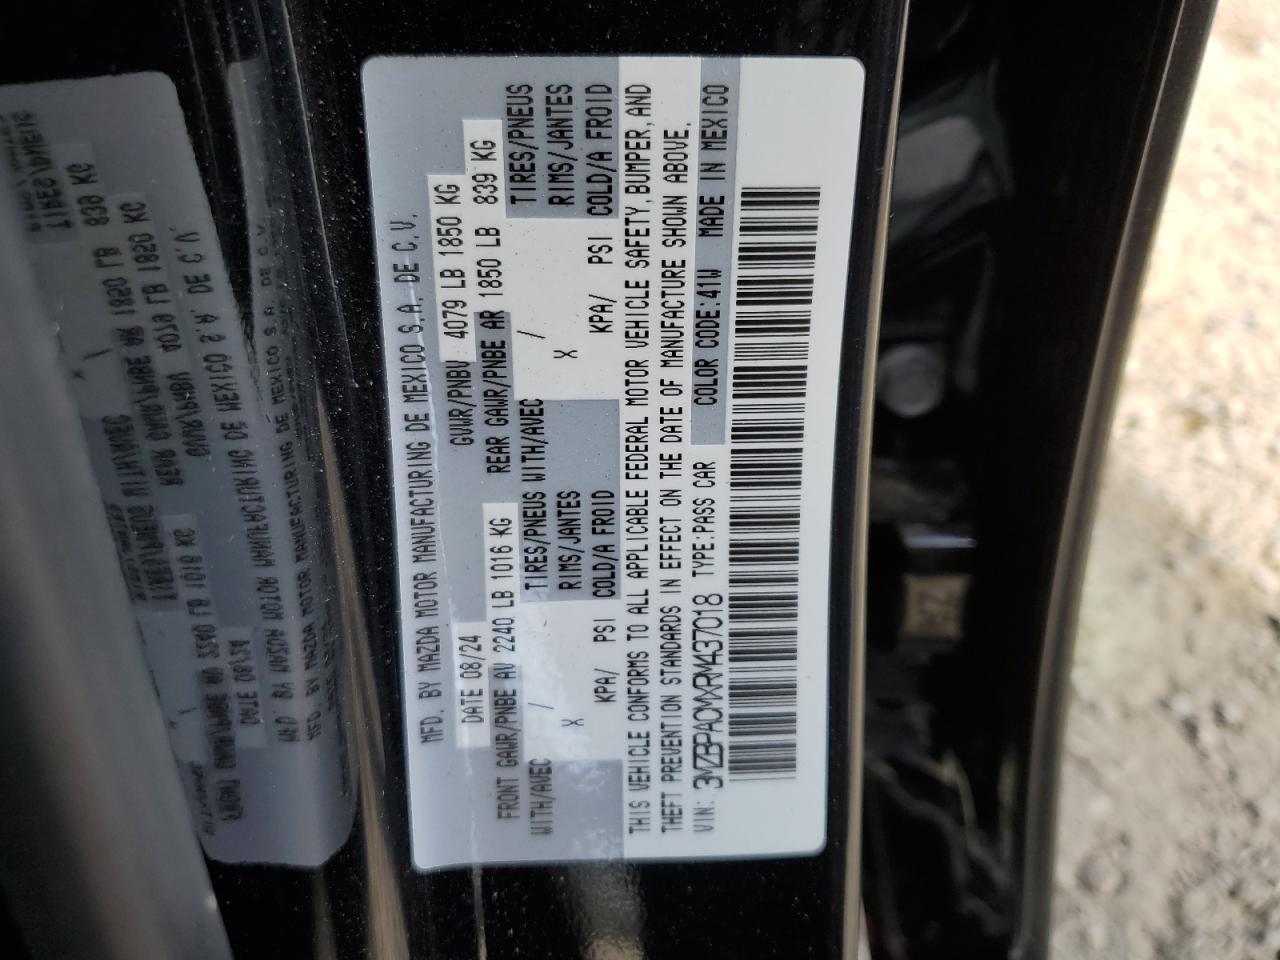 MFD. BY MAZDA MOTOR MANUFACTURING DE MEXICO S.A. DE C.V.
DATE 08/24 GVWR/PNBV 4079 LB 1850 KG
FRONT GAWR/PNBE AV 2240 LB 1016 KG REAR GAWR/PNBE AR 1850 LB 839 KG
WITH/AVEC / TIRES/PNEUS WITH/AVEC / TIRES/PNEUS
X RIMS/JANTES X RIMS/JANTES
KPA/ PSI COLD/A FROID KPA/ PSI COLD/A FROID
THIS VEHICLE CONFORMS TO ALL APPLICABLE FEDERAL MOTOR VEHICLE SAFETY, BUMPER, AND
THEFT PREVENTION STANDARDS IN EFFECT ON THE DATE OF MANUFACTURE SHOWN ABOVE.
VIN: 3MZBPACMXRM437018 TYPE:PASS CAR COLOR CODE:41W MADE IN MEXICO